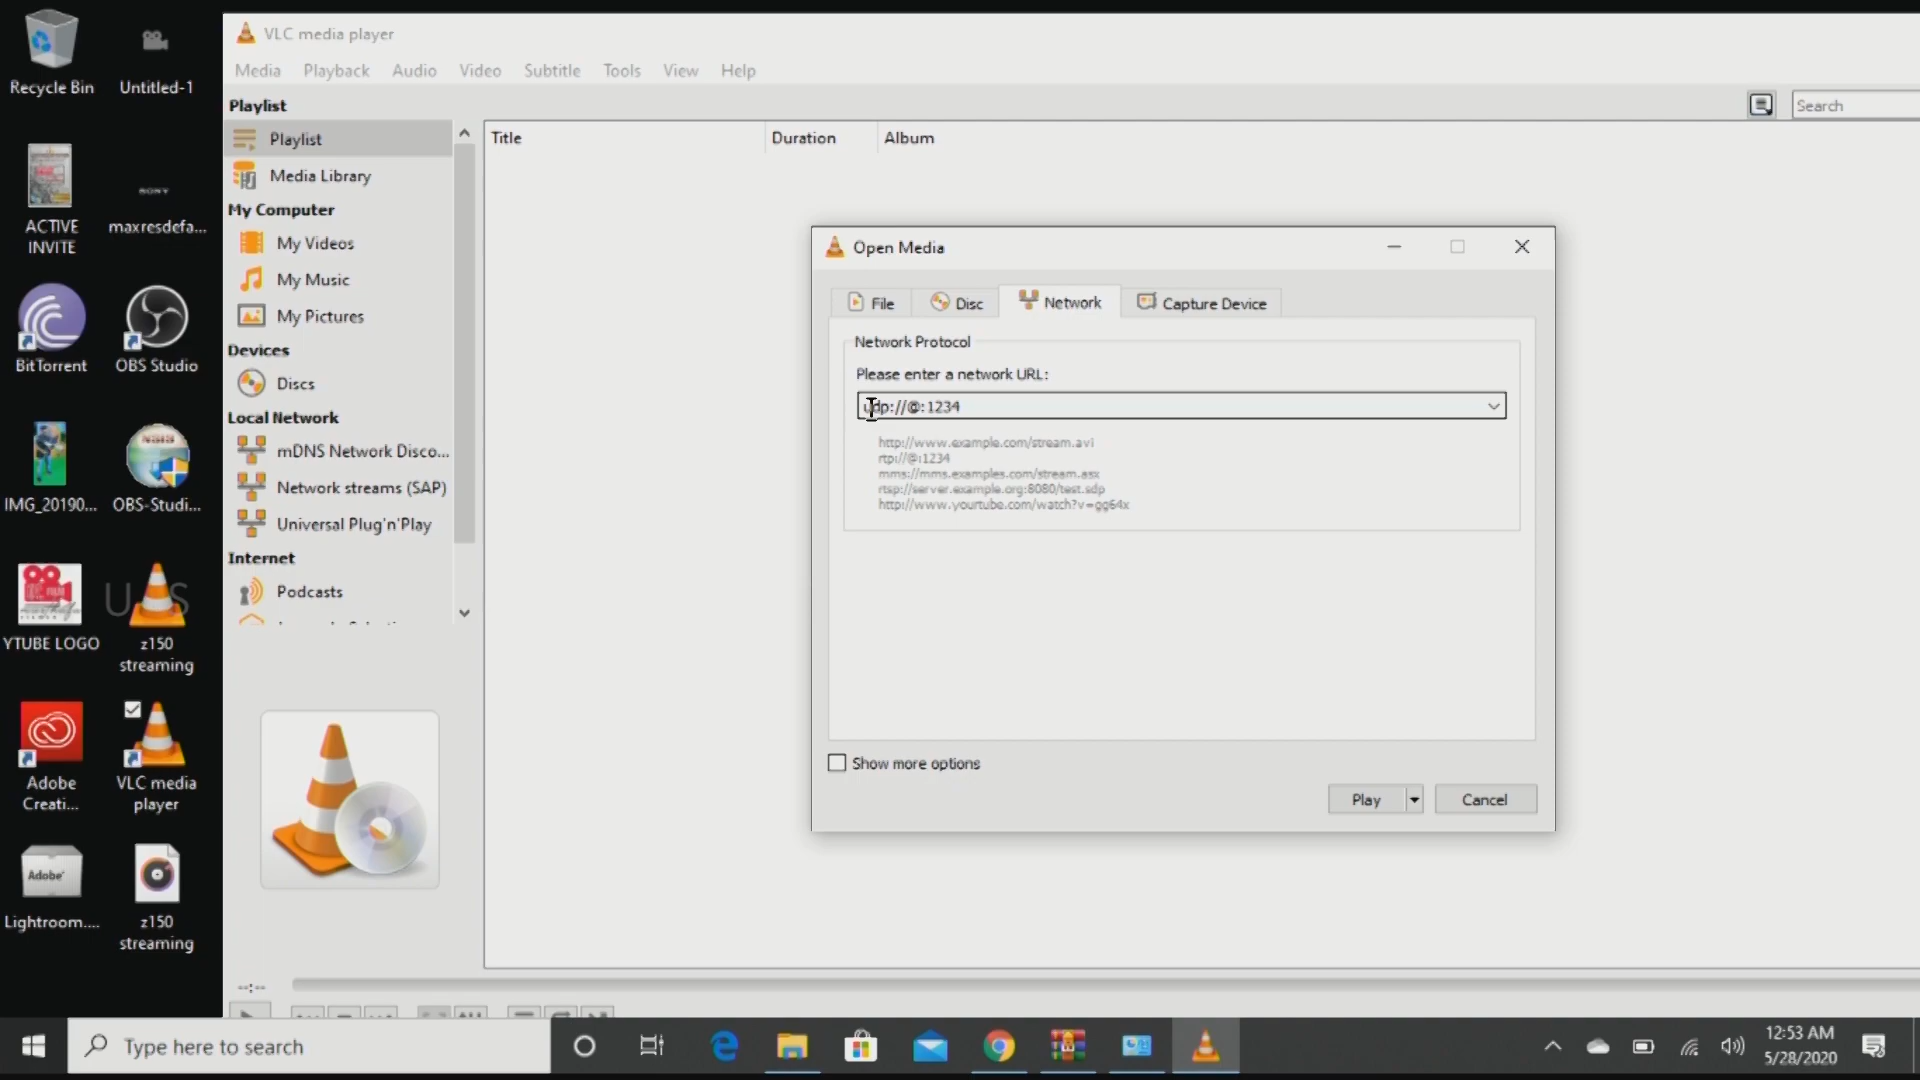 Recycle Bin
Untitled-1
ACTIVE
INVITE
SONY
maxresdefa...
BitTorrent
OBS Studio
IMG_20190...
OBS-Studi...
YTUBE LOGO
z150
streaming
Adobe
Creati...
VLC media
player
Adobe
Lightroom....
z150
streaming
VLC media player
Media Playback Audio Video Subtitle Tools View Help
Playlist
Search
Playlist
Media Library
My Computer
My Videos
My Music
My Pictures
Devices
Discs
Local Network
mDNS Network Disco...
Network streams (SAP)
Universal Plug'n'Play
Internet
Podcasts
Title Duration Album
Open Media
File Disc Network Capture Device
Network Protocol
Please enter a network URL:
udp://@:1234
http://www.example.com/stream.avi
rtp://@:1234
mms://mms.examples.com/stream.asx
rtsp://server.example.org:8080/test.sdp
http://www.yourtube.com/watch?v=gg64x
Show more options
Play Cancel
--:--
Type here to search
12:53 AM
5/28/2020